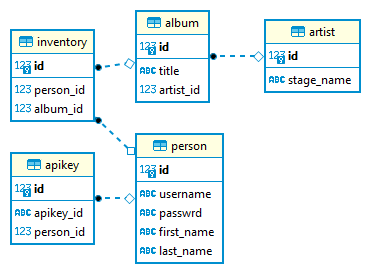 inventory
123 id
123 person_id
123 album_id
album
123 id
ABC title
123 artist_id
artist
123 id
ABC stage_name
apikey
123 id
ABC apikey_id
123 person_id
person
123 id
ABC username
ABC passwrd
ABC first_name
ABC last_name